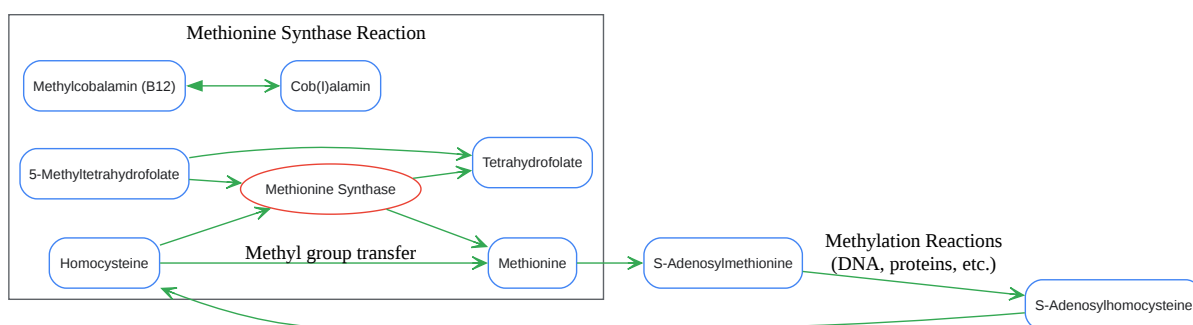 Methionine Synthase Reaction
Methylcobalamin (B12)
Cob(I)alamin
5-Methyltetrahydrofolate
Tetrahydrofolate
Methionine Synthase
Homocysteine
Methyl group transfer
Methionine
S-Adenosylmethionine
Methylation Reactions
(DNA, proteins, etc.)
S-Adenosylhomocysteine